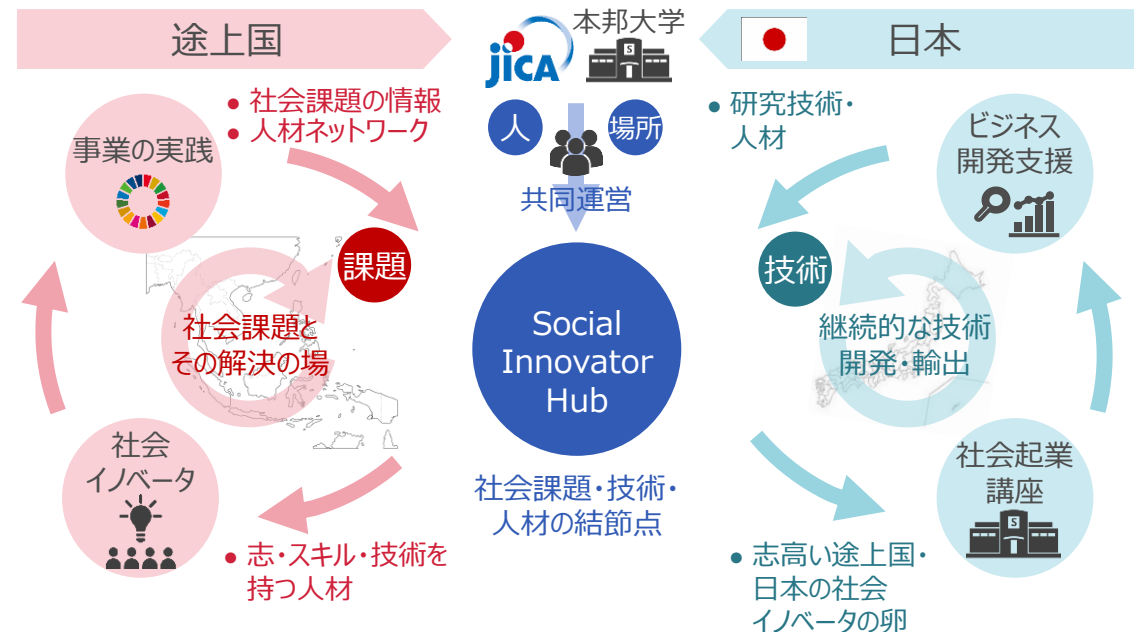 途上国
jICA
本邦大学
S
日本
● 社会課題の情報
● 人材ネットワーク
事業の実践
課題
社会課題と
その解決の場
社会
イノベータ
● 志・スキル・技術を
持つ人材
人
場所
共同運営
Social
Innovator
Hub
社会課題・技術・
人材の結節点
● 研究技術・
人材
ビジネス
開発支援
技術
継続的な技術
開発・輸出
社会起業
講座
S
● 志高い途上国・
日本の社会
イノベータの卵